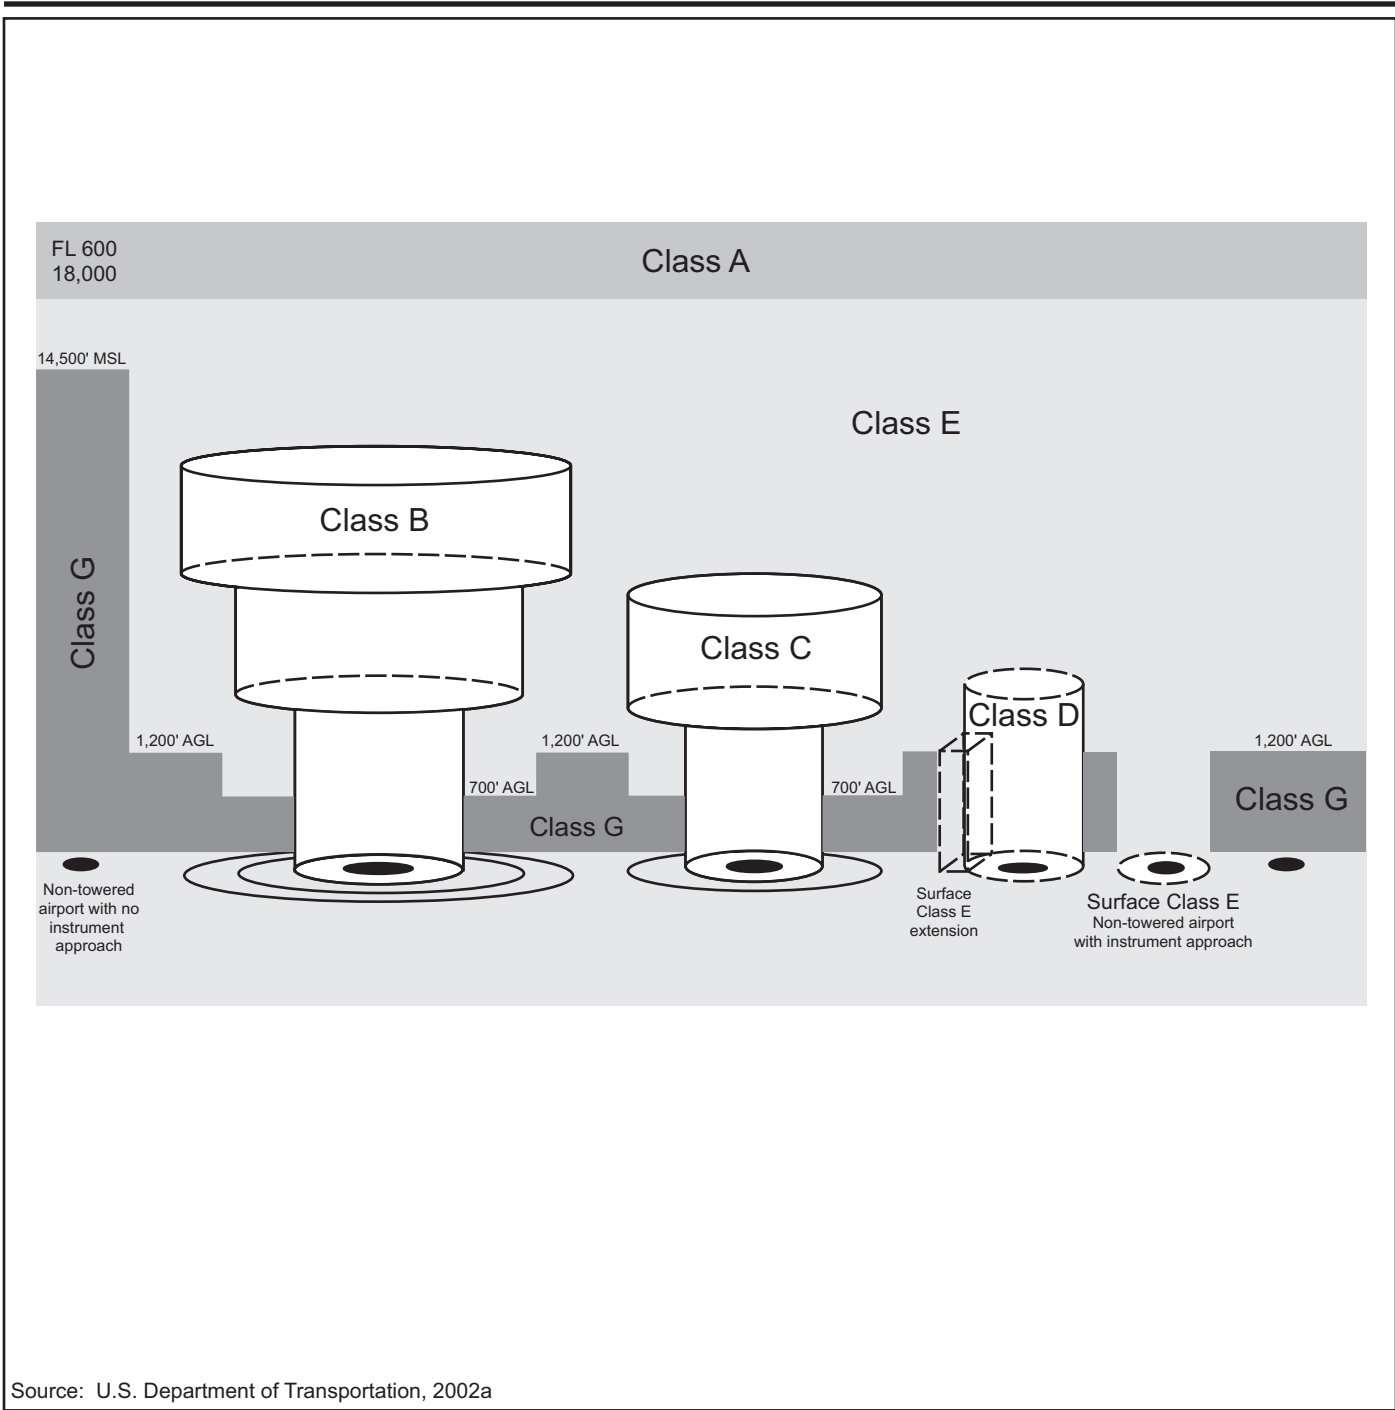 FL 600
18,000
Class A
14,500' MSL
Class E
Class B
Class G
Class C
Class D
1,200' AGL
1,200' AGL
1,200' AGL
700' AGL
700' AGL
Class G
Class G
Non-towered
airport with no
instrument
approach
Surface
Class E
extension
Surface Class E
Non-towered airport
with instrument approach
Source: U.S. Department of Transportation, 2002a